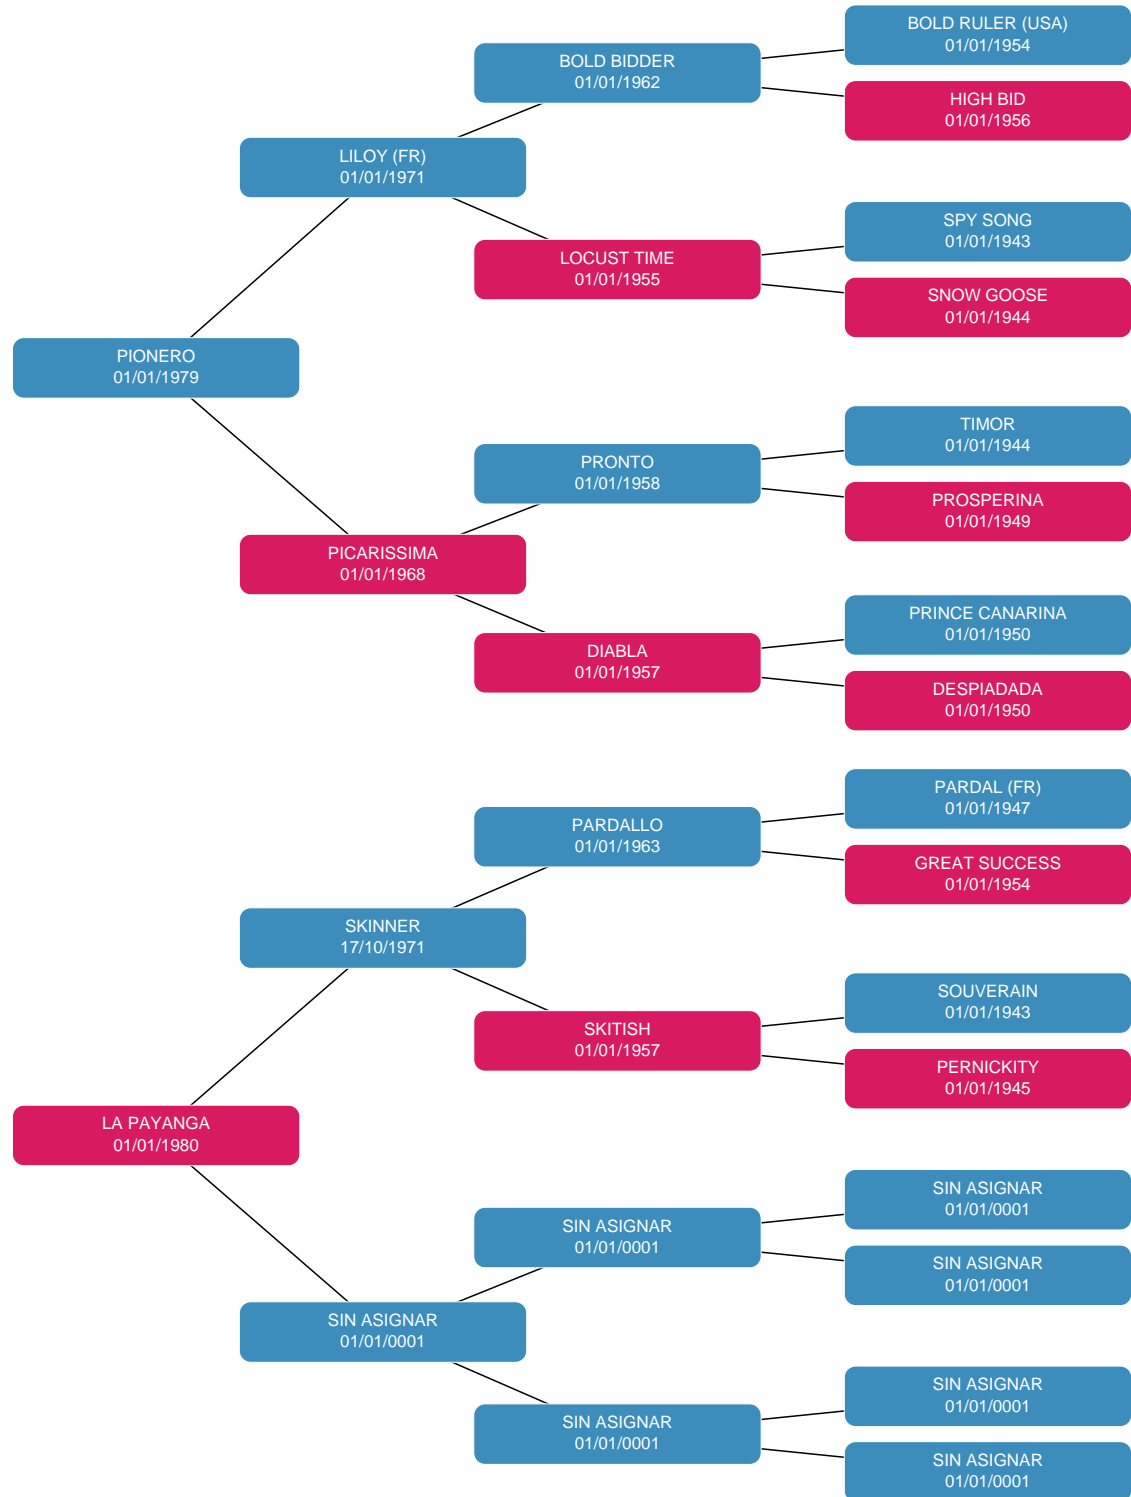 BOLD RULER (USA)
01/01/1954
BOLD BIDDER
01/01/1962
HIGH BID
01/01/1956
LILOY (FR)
01/01/1971
SPY SONG
01/01/1943
LOCUST TIME
01/01/1955
SNOW GOOSE
01/01/1944
PIONERO
01/01/1979
TIMOR
01/01/1944
PRONTO
01/01/1958
PROSPERINA
01/01/1949
PICARISSIMA
01/01/1968
PRINCE CANARINA
01/01/1950
DIABLA
01/01/1957
DESPIADADA
01/01/1950
PARDAL (FR)
01/01/1947
PARDALLO
01/01/1963
GREAT SUCCESS
01/01/1954
SKINNER
17/10/1971
SOUVERAIN
01/01/1943
SKITISH
01/01/1957
PERNICKITY
01/01/1945
LA PAYANGA
01/01/1980
SIN ASIGNAR
01/01/0001
SIN ASIGNAR
01/01/0001
SIN ASIGNAR
01/01/0001
SIN ASIGNAR
01/01/0001
SIN ASIGNAR
01/01/0001
SIN ASIGNAR
01/01/0001
SIN ASIGNAR
01/01/0001